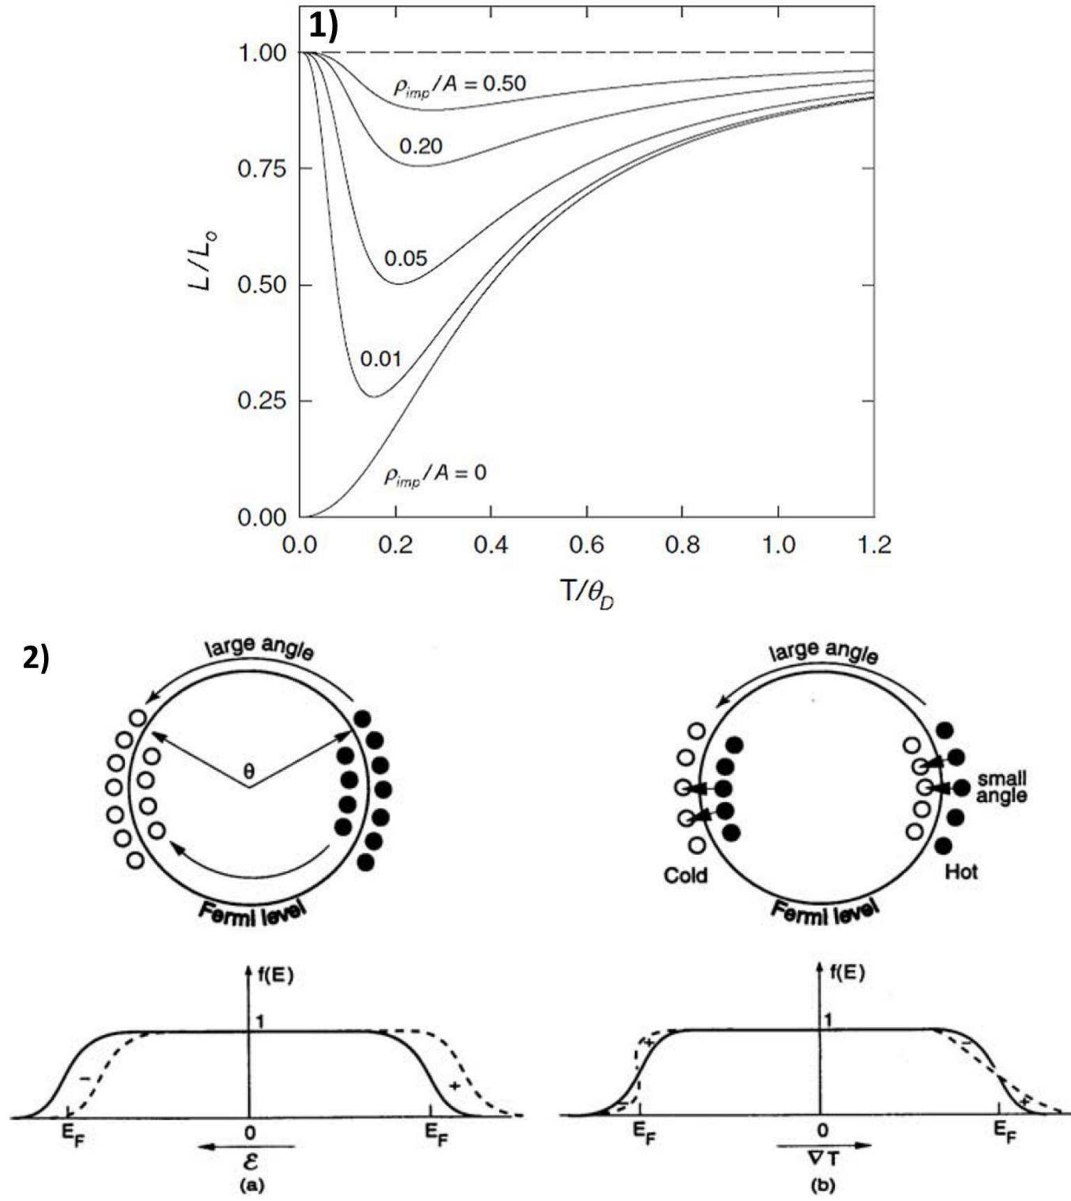 1)
1.00
ρimp/A = 0.50
0.20
0.75
L/Lo
0.05
0.50
0.01
0.25
ρimp/A = 0
0.00
0.0 0.2 0.4 0.6 0.8 1.0 1.2
T/θD
2)
large angle
θ
Fermi level
large angle
small
angle
Cold
Hot
Fermi level
f(E)
1
-
+
EF
0
EF
ℰ
(a)
f(E)
1
+
-
-
+
EF
0
EF
∇T
(b)